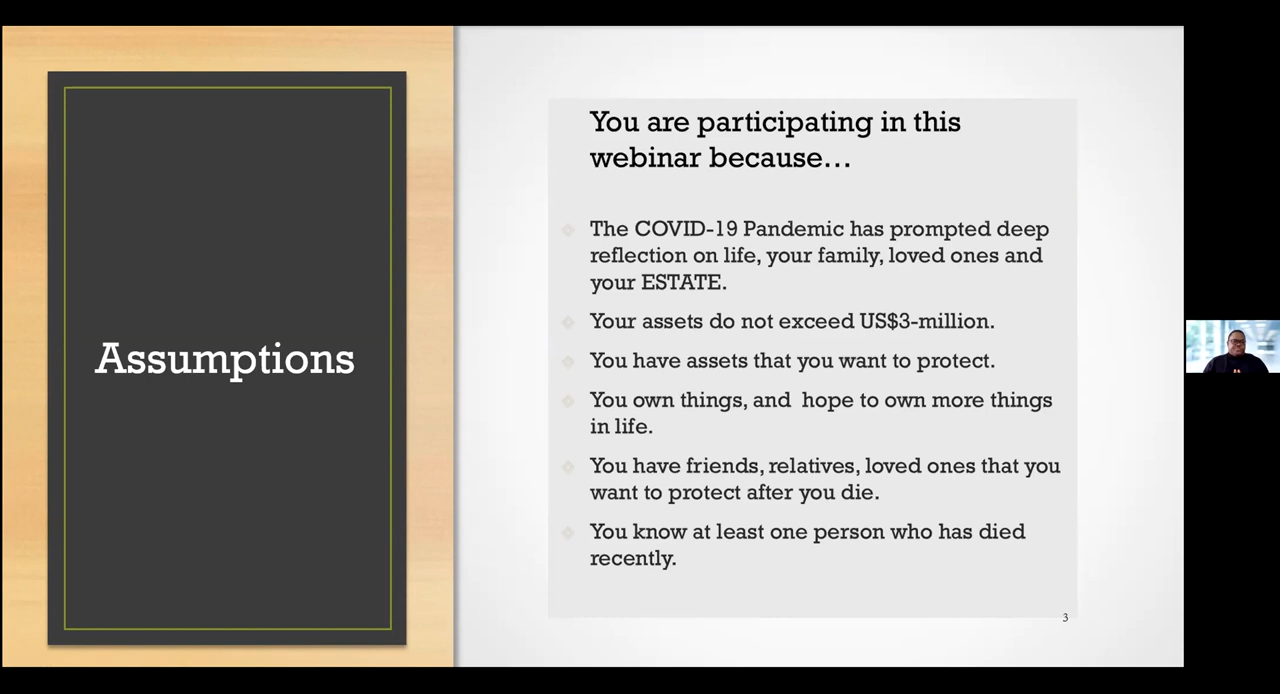 Assumptions
You are participating in this
webinar because…
The COVID-19 Pandemic has prompted deep
reflection on life, your family, loved ones and
your ESTATE.
Your assets do not exceed US$3-million.
You have assets that you want to protect.
You own things, and  hope to own more things
in life.
You have friends, relatives, loved ones that you
want to protect after you die.
You know at least one person who has died
recently.
3